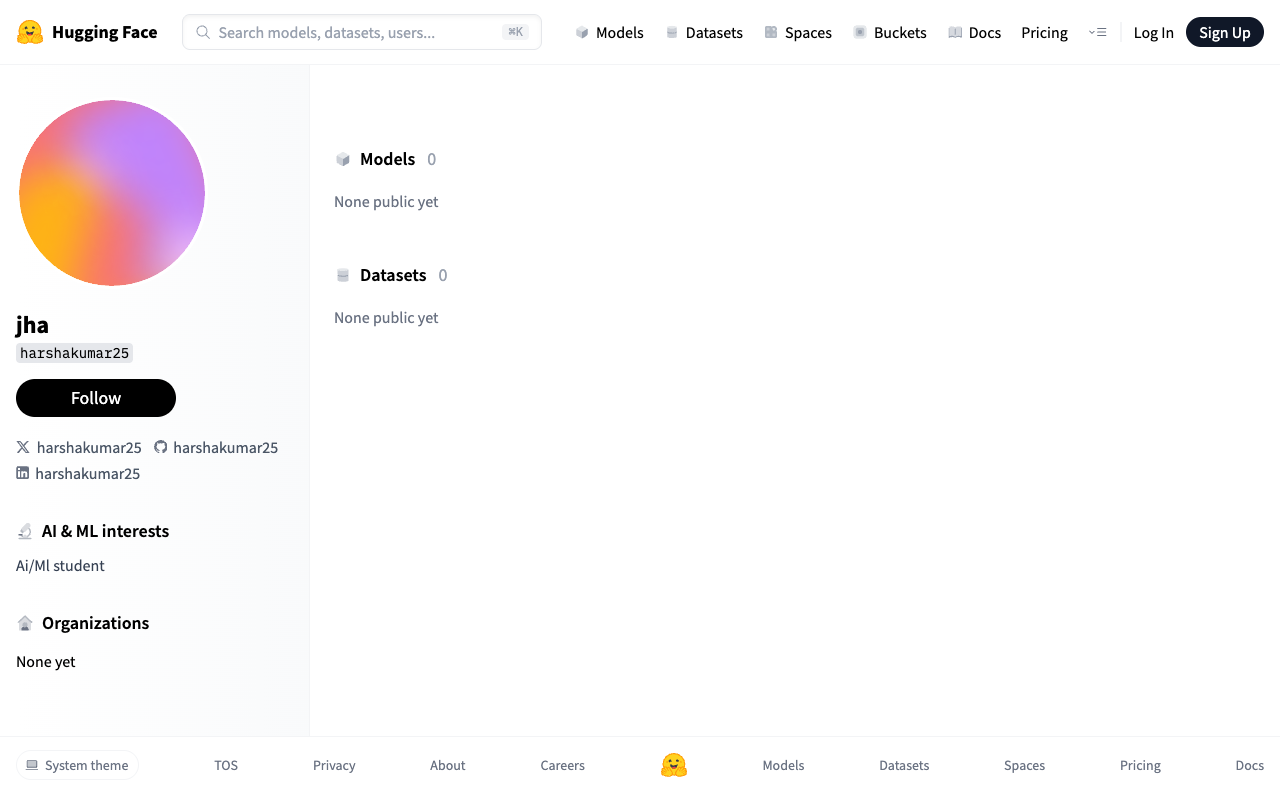 Hugging Face Search models, datasets, users... ⌘K Models Datasets Spaces Buckets Docs Pricing Log In Sign Up
jha
harshakumar25
Follow
harshakumar25 harshakumar25
harshakumar25
AI & ML interests
Ai/Ml student
Organizations
None yet
Models 0
None public yet
Datasets 0
None public yet
System theme TOS Privacy About Careers Models Datasets Spaces Pricing Docs